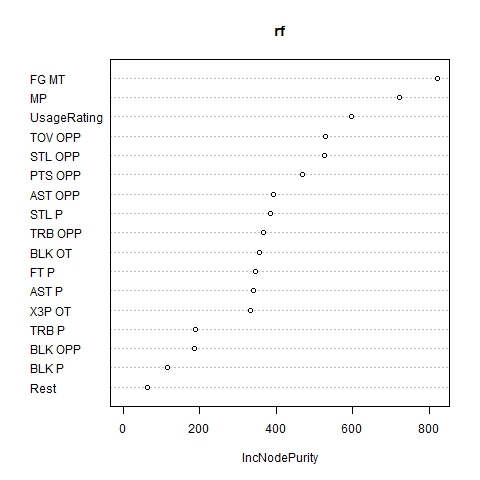 rf
FG MT
MP
UsageRating
TOV OPP
STL OPP
PTS OPP
AST OPP
STL P
TRB OPP
BLK OT
FT P
AST P
X3P OT
TRB P
BLK OPP
BLK P
Rest
0 200 400 600 800
IncNodePurity